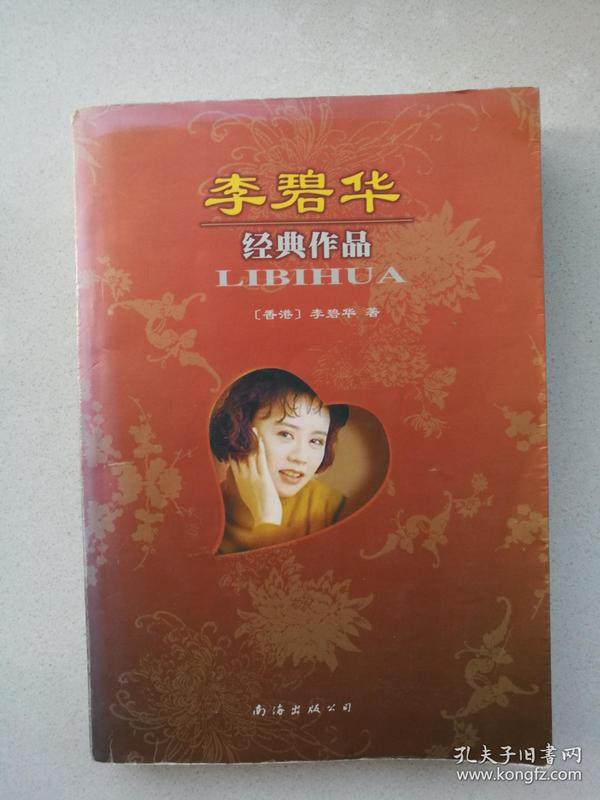 李碧华
经典作品
LIBIHUA
〔香港〕李碧华 著
南海出版公司
孔夫子旧书网
www.kongfz.com